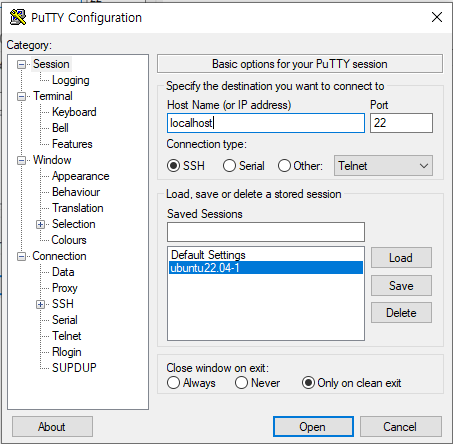 PuTTY Configuration
Category:
Session
Logging
Terminal
Keyboard
Bell
Features
Window
Appearance
Behaviour
Translation
Selection
Colours
Connection
Data
Proxy
SSH
Serial
Telnet
Rlogin
SUPDUP
Basic options for your PuTTY session
Specify the destination you want to connect to
Host Name (or IP address) Port
localhost 22
Connection type:
SSH Serial Other: Telnet
Load, save or delete a stored session
Saved Sessions
Default Settings
ubuntu22.04-1
Load
Save
Delete
Close window on exit:
Always Never Only on clean exit
About Open Cancel